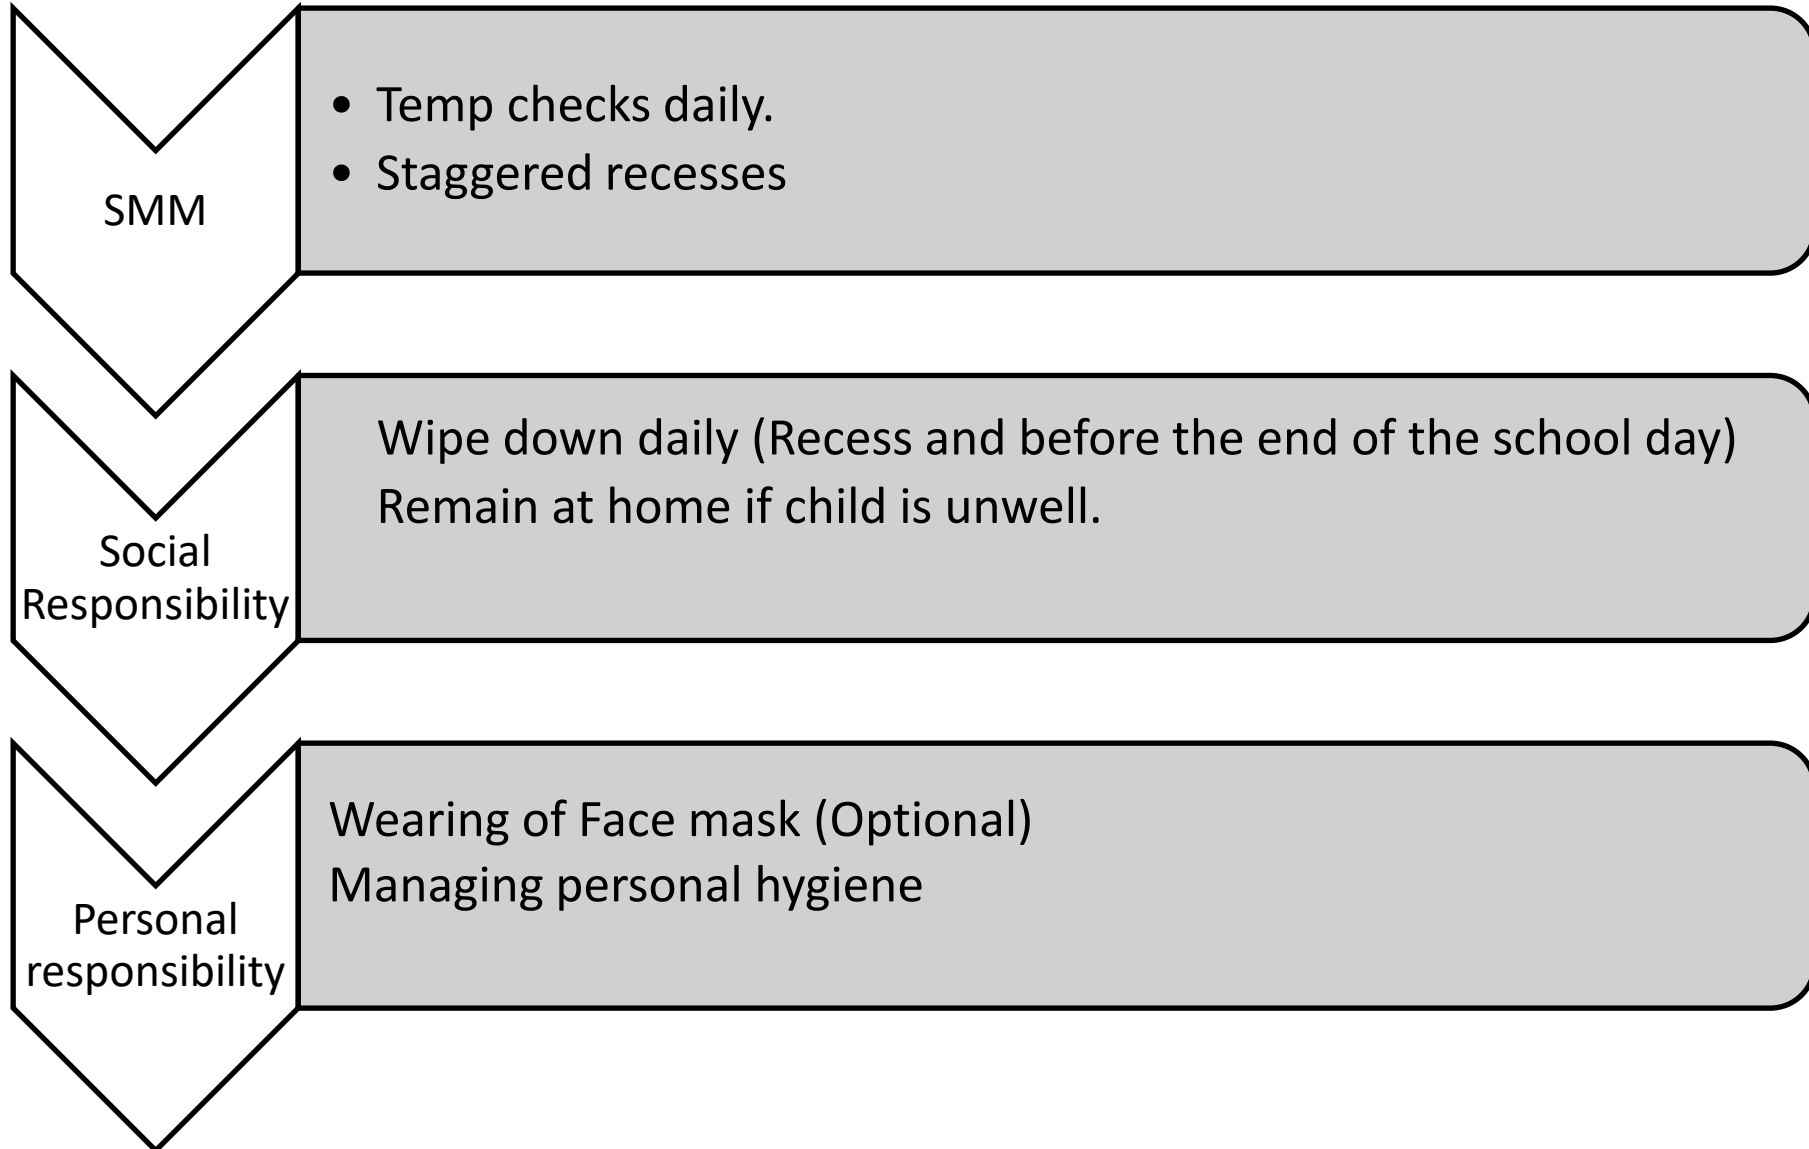 SMM
• Temp checks daily.
• Staggered recesses
Social
Responsibility
Wipe down daily (Recess and before the end of the school day)
Remain at home if child is unwell.
Personal
responsibility
Wearing of Face mask (Optional)
Managing personal hygiene